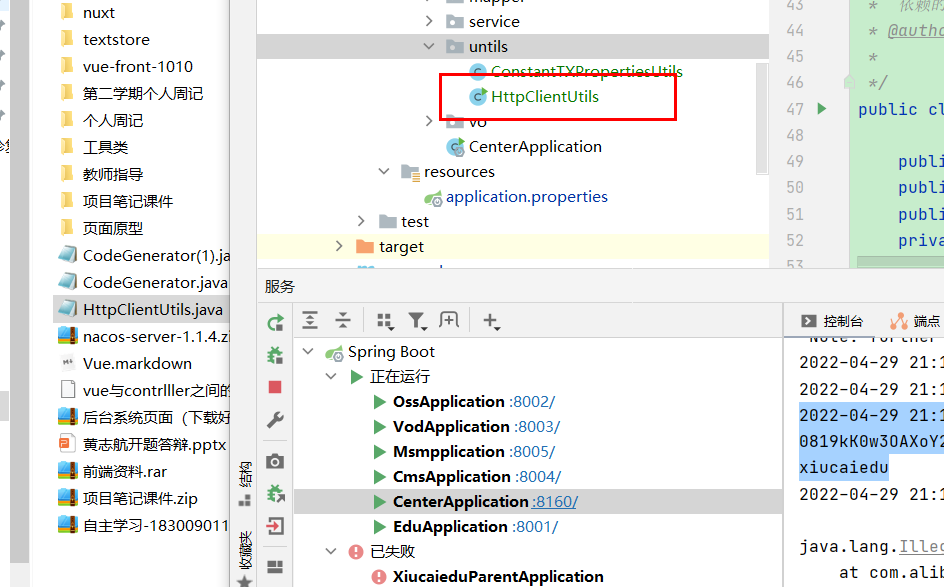 nuxt
textstore
vue-front-1010
第二学期个人周记
个人周记
工具类
教师指导
项目笔记课件
页面原型
CodeGenerator(1).ja
CodeGenerator.java
HttpClientUtils.java
nacos-server-1.1.4.zi
Vue.markdown
vue与contrlller之间的
后台系统页面（下载好
黄志航开题答辩.pptx
前端资料.rar
项目笔记课件.zip
自主学习-183009011
service
untils
ConstantTXPropertiesUtils
HttpClientUtils
vo
CenterApplication
resources
application.properties
test
target
43 * 依赖的
44 * @autho
45 *
46 */
47 public cl
48
49 publi
50 publi
51 publi
52 priva
53
服务
Spring Boot
正在运行
OssApplication :8002/
VodApplication :8003/
Msmpplication :8005/
CmsApplication :8004/
CenterApplication :8160/
EduApplication :8001/
已失败
XiucaieduParentApplication
结构
收藏夹
控制台
端点
2022-04-29 21:1
2022-04-29 21:1
2022-04-29 21:1
0819kK0w3OAXoY2
xiucaiedu
2022-04-29 21:1
java.lang.Illec
at com.alib